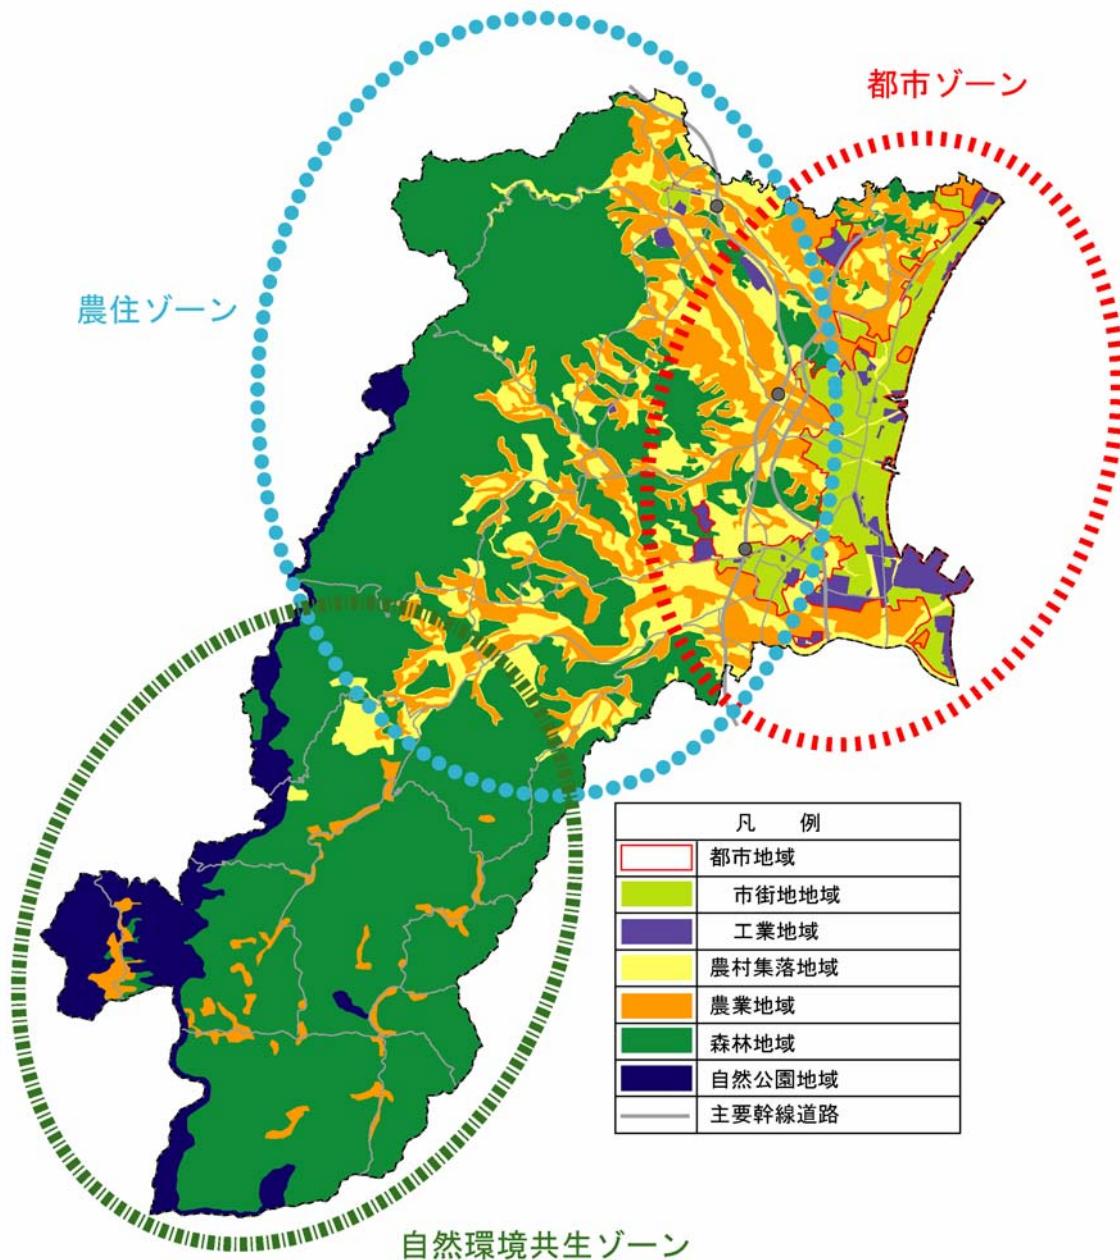 都市ゾーン
農住ゾーン
凡 例
都市地域
市街地地域
工業地域
農村集落地域
農業地域
森林地域
自然公園地域
主要幹線道路
自然環境共生ゾーン